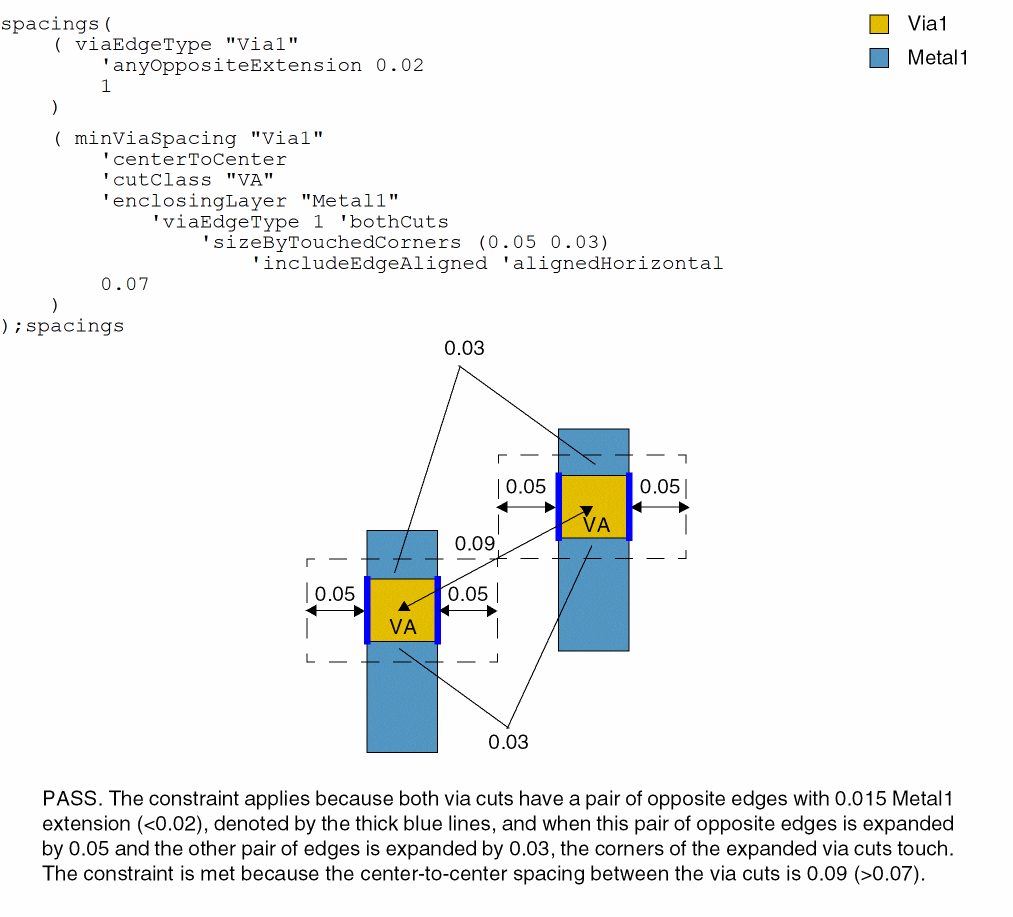 spacings(
    ( viaEdgeType "Via1"
        'anyOppositeExtension 0.02
        1
    )
    ( minViaSpacing "Via1"
        'centerToCenter
        'cutClass "VA"
        'enclosingLayer "Metal1"
            'viaEdgeType 1 'bothCuts
                'sizeByTouchedCorners (0.05 0.03)
                    'includeEdgeAligned 'alignedHorizontal
        0.07
    )
);spacings
Via1
Metal1
0.03
0.05
0.05
VA
0.09
0.05
0.05
VA
0.03
PASS. The constraint applies because both via cuts have a pair of opposite edges with 0.015 Metal1
extension (<0.02), denoted by the thick blue lines, and when this pair of opposite edges is expanded
by 0.05 and the other pair of edges is expanded by 0.03, the corners of the expanded via cuts touch.
The constraint is met because the center-to-center spacing between the via cuts is 0.09 (>0.07).